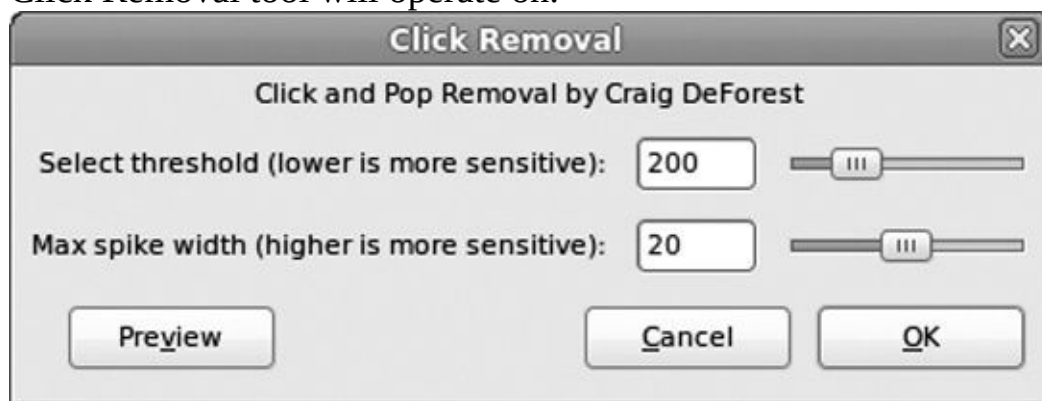 Click Removal tool will operate on.
Click Removal
Click and Pop Removal by Craig DeForest
Select threshold (lower is more sensitive): 200
Max spike width (higher is more sensitive): 20
Preview Cancel OK